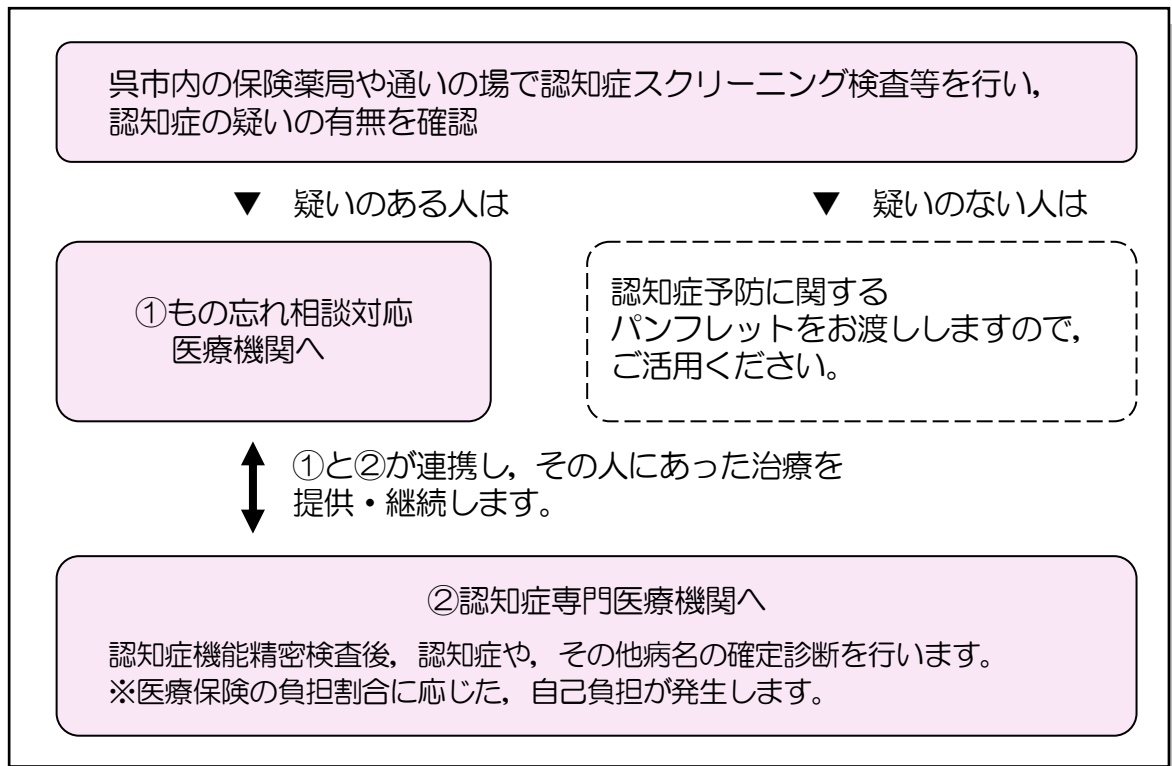 呉市内の保険薬局や通いの場で認知症スクリーニング検査等を行い，
認知症の疑いの有無を確認
▼ 疑いのある人は
▼ 疑いのない人は
①もの忘れ相談対応
医療機関へ
認知症予防に関する
パンフレットをお渡ししますので，
ご活用ください。
①と②が連携し，その人にあった治療を
提供・継続します。
②認知症専門医療機関へ
認知症機能精密検査後，認知症や，その他病名の確定診断を行います。
※医療保険の負担割合に応じた，自己負担が発生します。